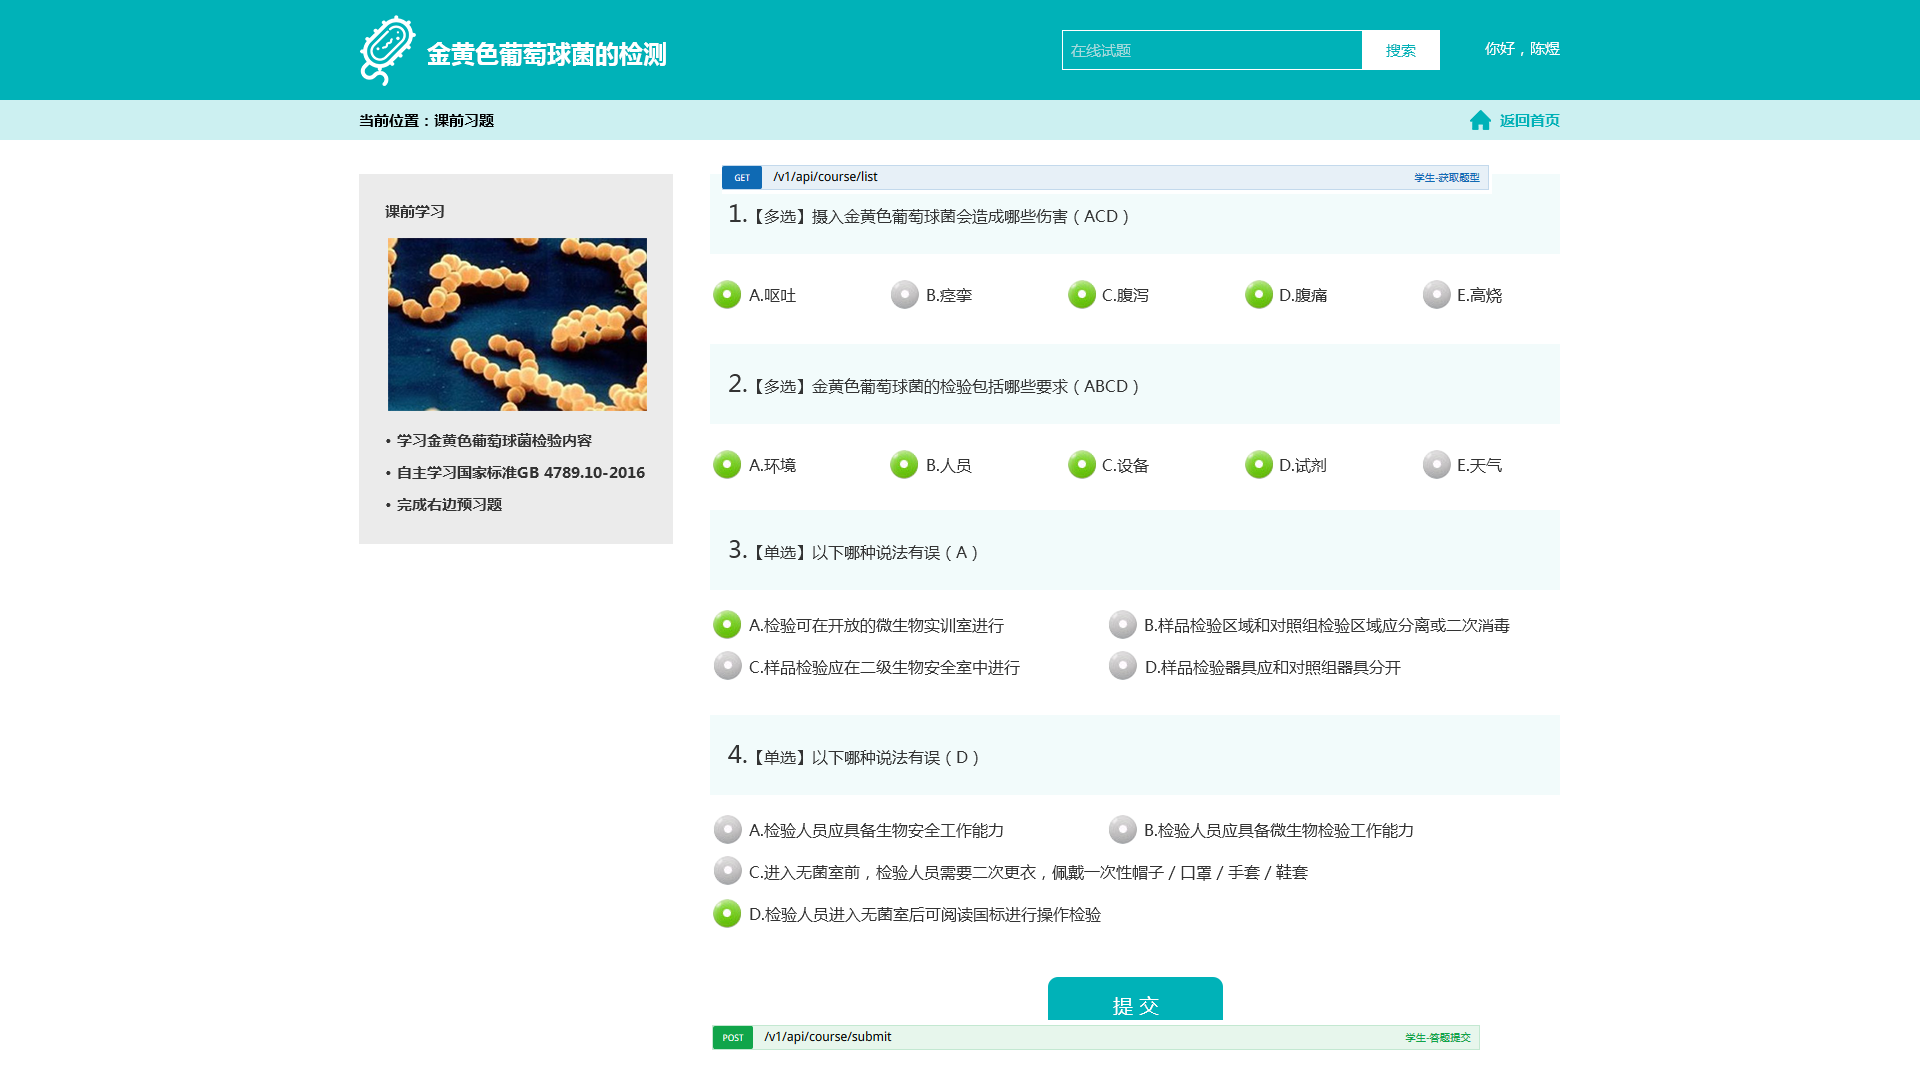 金黄色葡萄球菌的检测
在线试题
搜索
你好，陈煜
当前位置：课前习题
返回首页
课前学习
• 学习金黄色葡萄球菌检验内容
• 自主学习国家标准GB 4789.10-2016
• 完成右边预习题
GET /v1/api/course/list 学生-获取题型
1.【多选】摄入金黄色葡萄球菌会造成哪些伤害（ACD）
A.呕吐 B.痉挛 C.腹泻 D.腹痛 E.高烧
2.【多选】金黄色葡萄球菌的检验包括哪些要求（ABCD）
A.环境 B.人员 C.设备 D.试剂 E.天气
3.【单选】以下哪种说法有误（A）
A.检验可在开放的微生物实训室进行 B.样品检验区域和对照组检验区域应分离或二次消毒
C.样品检验应在二级生物安全室中进行 D.样品检验器具应和对照组器具分开
4.【单选】以下哪种说法有误（D）
A.检验人员应具备生物安全工作能力 B.检验人员应具备微生物检验工作能力
C.进入无菌室前，检验人员需要二次更衣，佩戴一次性帽子 / 口罩 / 手套 / 鞋套
D.检验人员进入无菌室后可阅读国标进行操作检验
提 交
POST /v1/api/course/submit 学生-答题提交